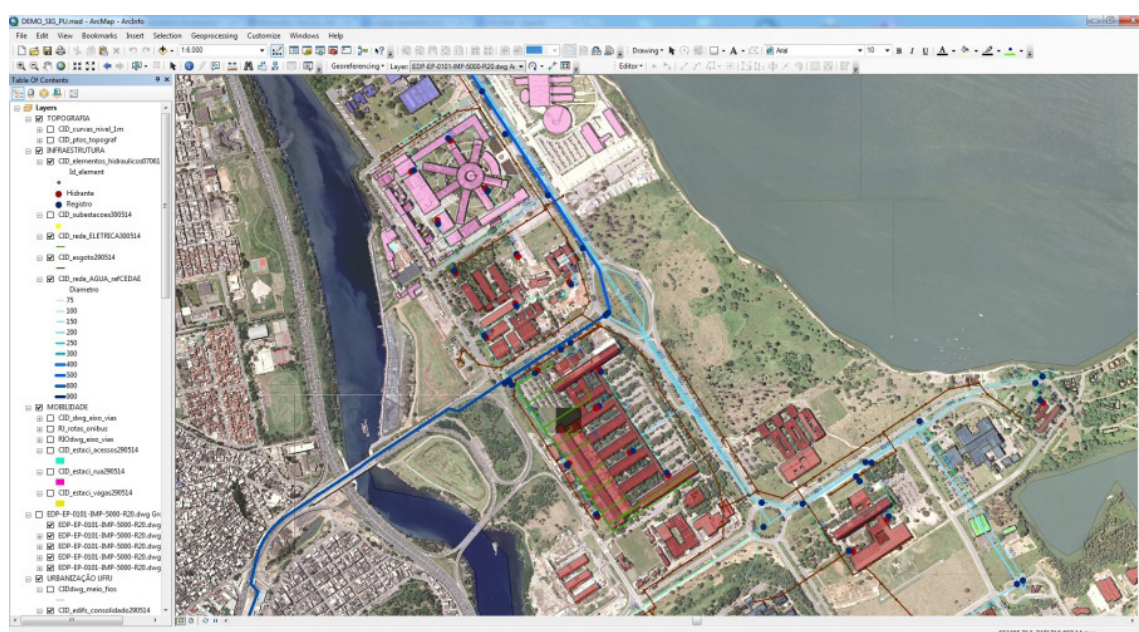 DEMO_SIG_PU.mxd - ArcMap - ArcInfo
File Edit View Bookmarks Insert Selection Geoprocessing Customize Windows Help
1:6.000
Drawing
Arial
10
B I U A
Georeferencing Layer: EDP-EP-0101-IMP-5000-R20.dwg
Editor
Table Of Contents
Layers
TOPOGRAFIA
CID_curvas_nivel_1m
CID_ptos_topograf
INFRAESTRUTURA
CID_elementos_hidraulicos07061
Id_element
Hidrante
Registro
CID_subestacoes300514
CID_rede_ELETRICA300514
CID_esgoto290514
CID_rede_AGUA_refCEDAE
Diametro
75
100
150
200
250
300
400
500
600
800
MOBILIDADE
CID_dwg_eixo_vias
RJ_rotas_onibus
RJOdwg_eixo_vias
CID_estaci_acessos290514
CID_estaci_rua290514
CID_estaci_vagas290514
EDP-EP-0101-IMP-5000-R20.dwg Gr
EDP-EP-0101-IMP-5000-R20.dwg
EDP-EP-0101-IMP-5000-R20.dwg
EDP-EP-0101-IMP-5000-R20.dwg
EDP-EP-0101-IMP-5000-R20.dwg
URBANIZAÇÃO UFRJ
CIDdwg_meio_fios
CID_edifs_consolidado290514